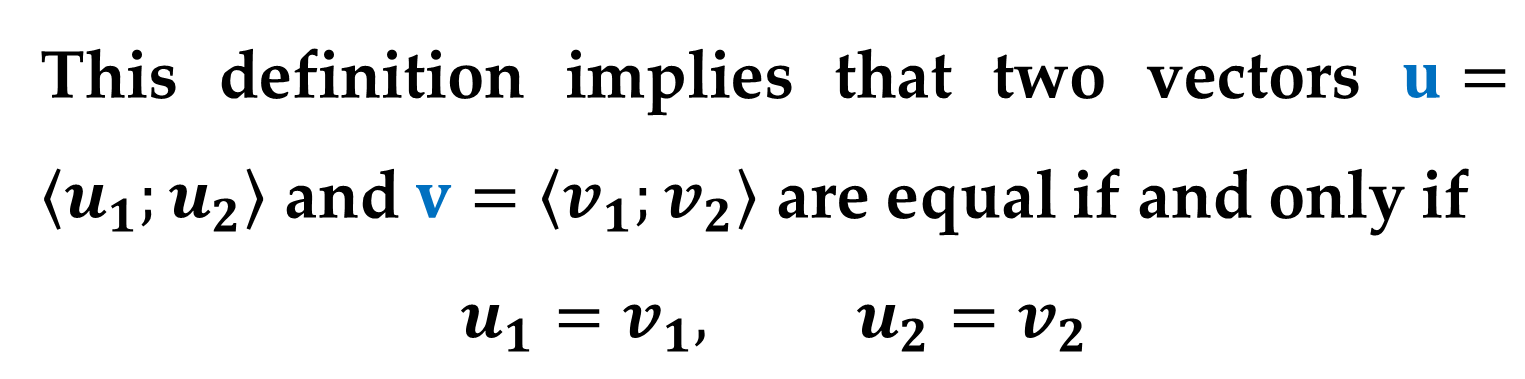 This definition implies that two vectors u =
⟨u₁; u₂⟩ and v = ⟨v₁; v₂⟩ are equal if and only if
u₁ = v₁, u₂ = v₂